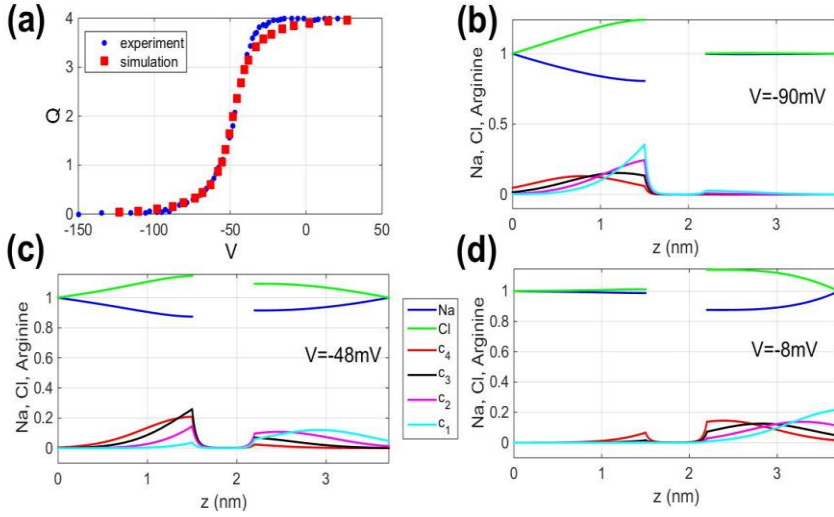 (a)
4
3
2
1
0
Q
experiment
simulation
-150 -100 -50 0 50
V
(b)
1
0.5
0
Na, Cl, Arginine
V=-90mV
0 1 2 3
z (nm)
(c)
1
0.8
0.6
0.4
0.2
0
Na, Cl, Arginine
V=-48mV
0 1 2 3
z (nm)
Na
Cl
c4
c3
c2
c1
(d)
1
0.8
0.6
0.4
0.2
0
Na, Cl, Arginine
V=-8mV
0 1 2 3
z (nm)